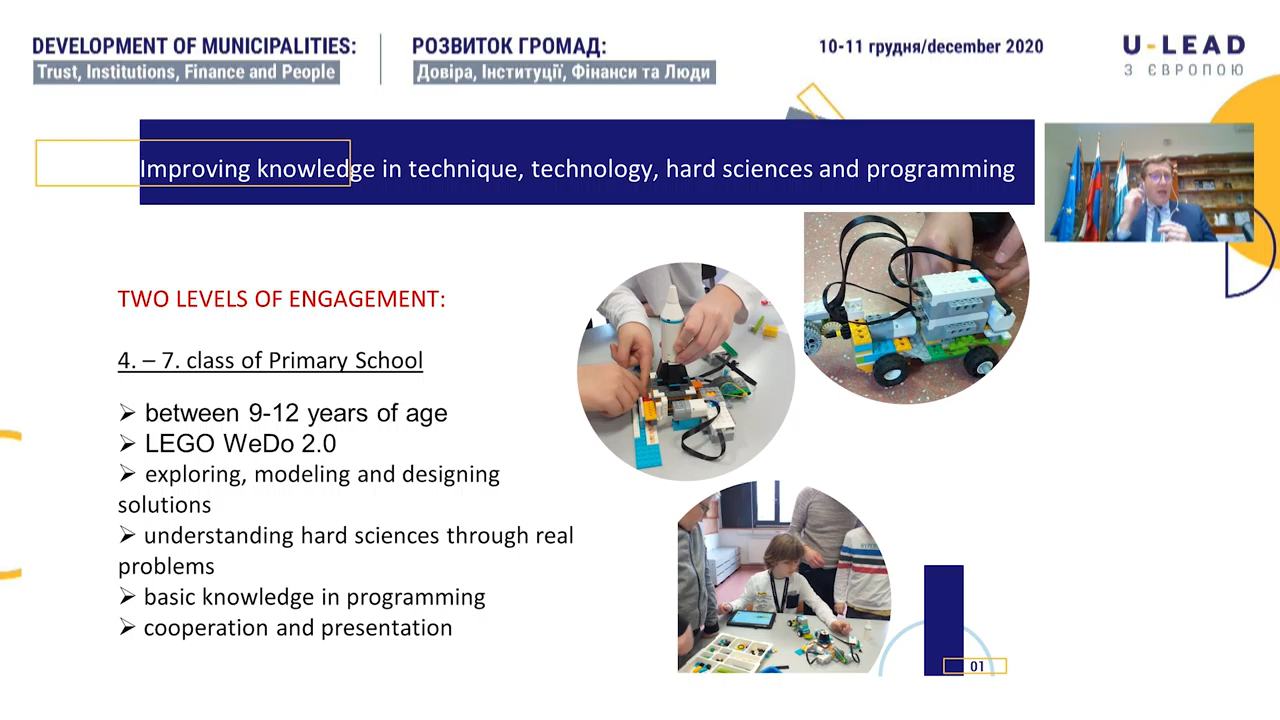 DEVELOPMENT OF MUNICIPALITIES:
Trust, Institutions, Finance and People
РОЗВИТОК ГРОМАД:
Довіра, Інституції, Фінанси та Люди
10-11 грудня/december 2020
U-LEAD
З ЄВРОПОЮ
Improving knowledge in technique, technology, hard sciences and programming
TWO LEVELS OF ENGAGEMENT:
4. – 7. class of Primary School
➢ between 9-12 years of age
➢ LEGO WeDo 2.0
➢ exploring, modeling and designing
solutions
➢ understanding hard sciences through real
problems
➢ basic knowledge in programming
➢ cooperation and presentation
01